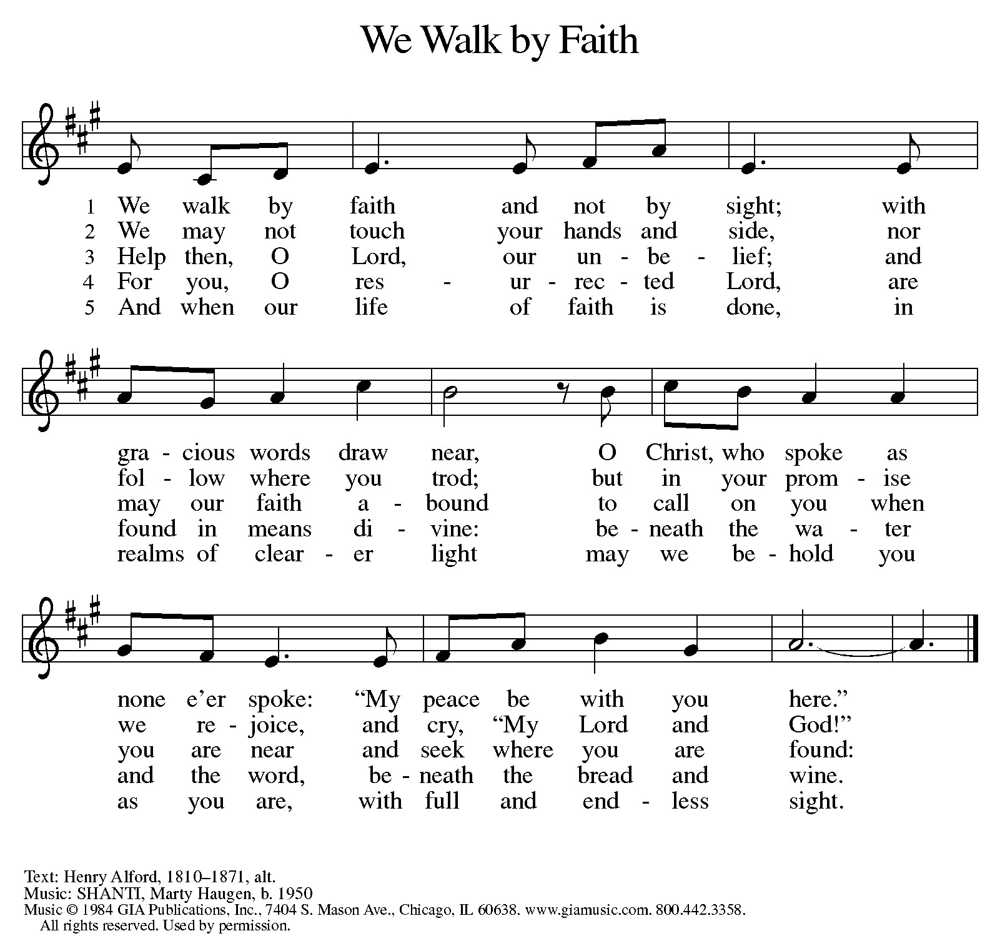 We Walk by Faith
1 We walk by faith and not by sight; with
2 We may not touch your hands and side, nor
3 Help then, O Lord, our un - be - lief; and
4 For you, O res - ur - rec - ted Lord, are
5 And when our life of faith is done, in
gra - cious words draw near, O Christ, who spoke as
fol - low where you trod; but in your prom - ise
may our faith a - bound to call on you when
found in means di - vine: be - neath the wa - ter
realms of clear - er light may we be - hold you
none e’er spoke: “My peace be with you here.”
we re - joice, and cry, “My Lord and God!”
you are near and seek where you are found:
and the word, be - neath the bread and wine.
as you are, with full and end - less sight.
Text: Henry Alford, 1810–1871, alt.
Music: SHANTI, Marty Haugen, b. 1950
Music © 1984 GIA Publications, Inc., 7404 S. Mason Ave., Chicago, IL 60638. www.giamusic.com. 800.442.3358.
All rights reserved. Used by permission.